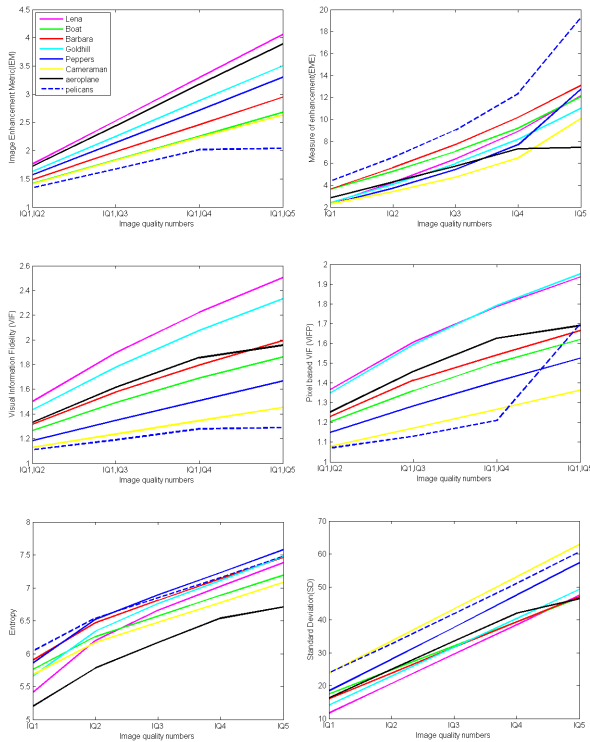 Image Enhancement Metric(IEM)
4.5
4
3.5
3
2.5
2
1.5
1
Lena
Boat
Barbara
Goldhill
Peppers
Cameraman
aeroplane
pelicans
IQ1,IQ2 IQ1,IQ3 IQ1,IQ4 IQ1,IQ5
Image quality numbers
Measure of enhancement(EME)
20
18
16
14
12
10
8
6
4
2
IQ1 IQ2 IQ3 IQ4 IQ5
Image quality numbers
Visual Information Fidelity (VIF)
2.6
2.4
2.2
2
1.8
1.6
1.4
1.2
1
IQ1,IQ2 IQ1,IQ3 IQ1,IQ4 IQ1,IQ5
Image quality numbers
Pixel based VIF (VIFP)
2
1.9
1.8
1.7
1.6
1.5
1.4
1.3
1.2
1.1
1
IQ1,IQ2 IQ1,IQ3 IQ1,IQ4 IQ1,IQ5
Image quality numbers
Entropy
8
7.5
7
6.5
6
5.5
5
IQ1 IQ2 IQ3 IQ4 IQ5
Image quality numbers
Standard Deviation(SD)
70
60
50
40
30
20
10
IQ1 IQ2 IQ3 IQ4 IQ5
Image quality numbers